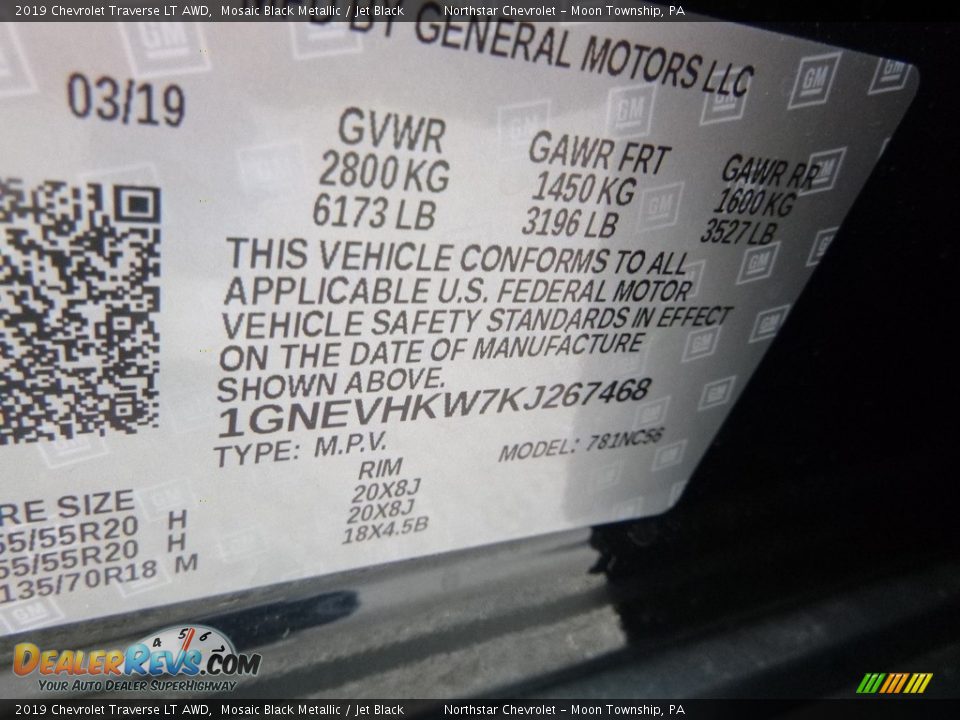 2019 Chevrolet Traverse LT AWD, Mosaic Black Metallic / Jet Black Northstar Chevrolet - Moon Township, PA
BY GENERAL MOTORS LLC
03/19
GVWR GAWR FRT GAWR RR
2800 KG 1450 KG 1600 KG
6173 LB 3196 LB 3527 LB
THIS VEHICLE CONFORMS TO ALL
APPLICABLE U.S. FEDERAL MOTOR
VEHICLE SAFETY STANDARDS IN EFFECT
ON THE DATE OF MANUFACTURE
SHOWN ABOVE.
1GNEVHKW7KJ267468
TYPE: M.P.V. MODEL: 781NC56
RE SIZE RIM
55/55R20 H 20X8J
55/55R20 H 20X8J
135/70R18 M 18X4.5B
GM
DealerRevs.com
Your Auto Dealer SuperHighway
2019 Chevrolet Traverse LT AWD, Mosaic Black Metallic / Jet Black Northstar Chevrolet - Moon Township, PA